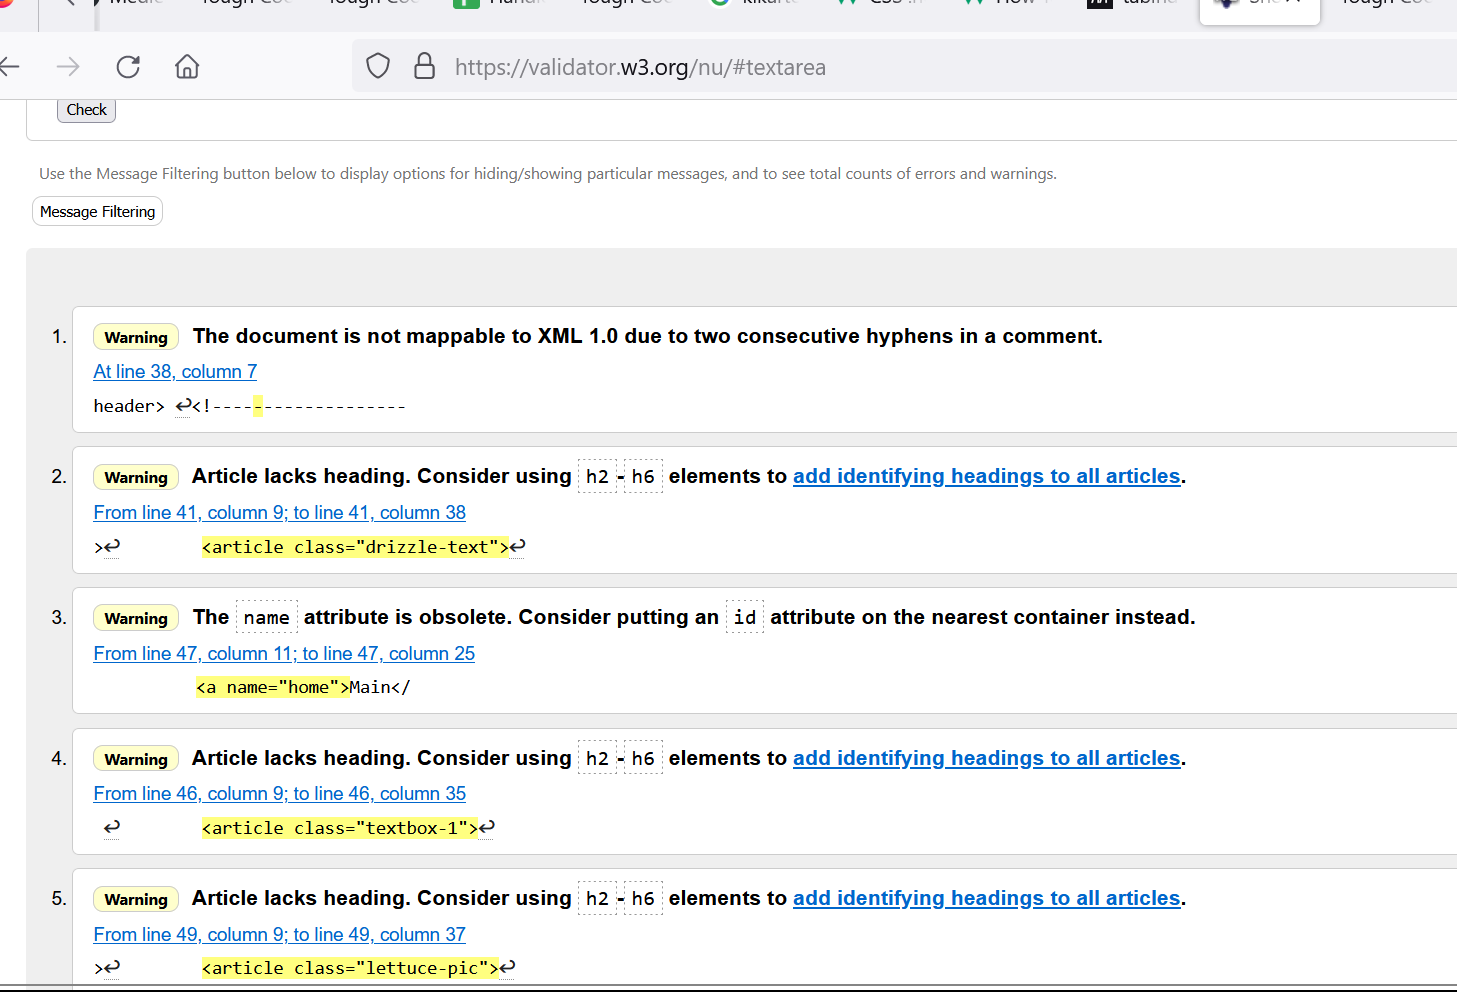 https://validator.w3.org/nu/#textarea
Check
Use the Message Filtering button below to display options for hiding/showing particular messages, and to see total counts of errors and warnings.
Message Filtering
1. Warning The document is not mappable to XML 1.0 due to two consecutive hyphens in a comment.
At line 38, column 7
header> ↩<!-------------------
2. Warning Article lacks heading. Consider using h2-h6 elements to add identifying headings to all articles.
From line 41, column 9; to line 41, column 38
>↩ <article class="drizzle-text">↩
3. Warning The name attribute is obsolete. Consider putting an id attribute on the nearest container instead.
From line 47, column 11; to line 47, column 25
<a name="home">Main</
4. Warning Article lacks heading. Consider using h2-h6 elements to add identifying headings to all articles.
From line 46, column 9; to line 46, column 35
↩ <article class="textbox-1">↩
5. Warning Article lacks heading. Consider using h2-h6 elements to add identifying headings to all articles.
From line 49, column 9; to line 49, column 37
>↩ <article class="lettuce-pic">↩